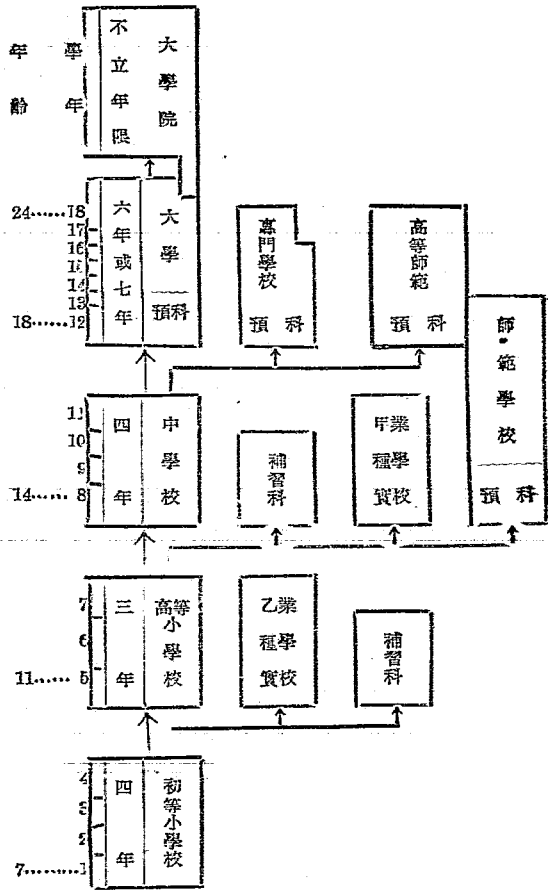 學年
年齡
大學院
不立年限
大學
預科
六年或七年
24……18
17
16
15
14
13
18……12
專門學校
預科
高等師範
預科
師範學校
預科
中學校
四年
11
10
9
14……8
補習科
甲種實業學校
高等小學校
三年
7
6
11……5
乙種實業學校
補習科
初等小學校
四年
4
3
2
7………1